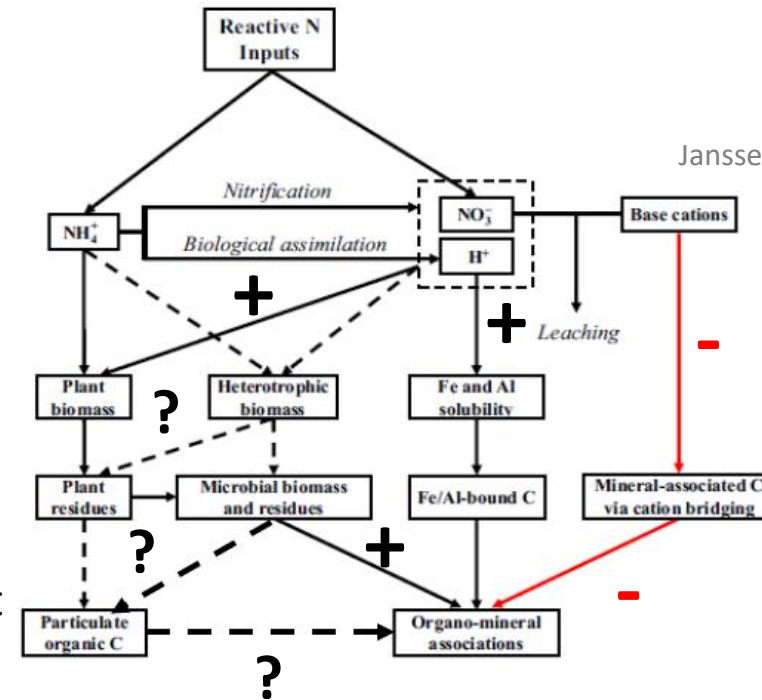 Reactive N
Inputs
Jansse
Nitrification
NH₄⁺
NO₃⁻
Base cations
Biological assimilation
H⁺
+
+
Leaching
-
Plant
biomass
?
Heterotrophic
biomass
Fe and Al
solubility
Plant
residues
Microbial biomass
and residues
Fe/Al-bound C
Mineral-associated C
via cation bridging
?
+
-
t
Particulate
organic C
Organo-mineral
associations
?